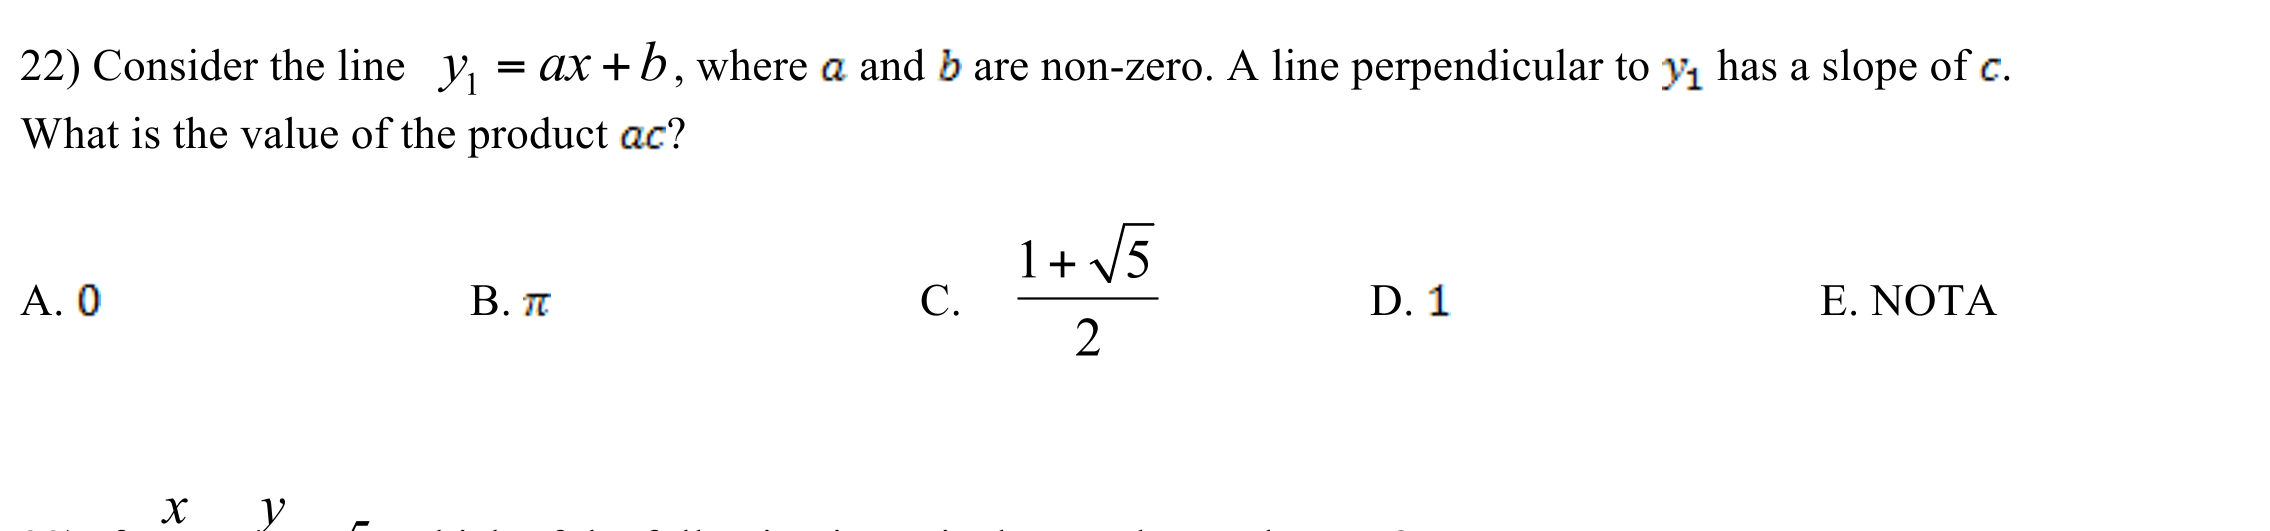 22) Consider the line y₁ = ax + b, where a and b are non-zero. A line perpendicular to y₁ has a slope of c.
What is the value of the product ac?
A. 0 B. π C. (1 + √5)/2 D. 1 E. NOTA
x y